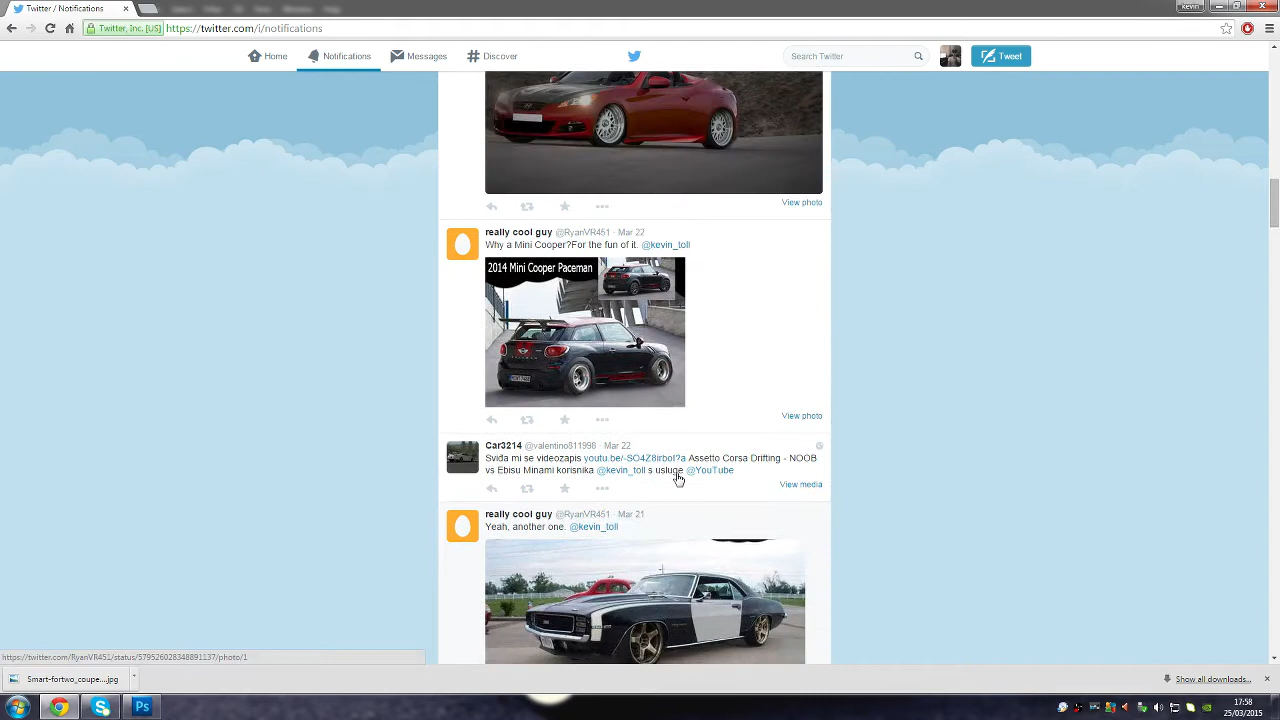 Twitter / Notifications
kevin
Twitter, Inc. [US]
https://twitter.com/i/notifications
Home
Notifications
Messages
Discover
Search Twitter
Tweet
View photo
really cool guy @RyanVR451 · Mar 22
Why a Mini Cooper?For the fun of it. @kevin_toll
2014 Mini Cooper Paceman
View photo
Car3214 @valentino811998 · Mar 22
Sviđa mi se videozapis youtu.be/-SO4Z8irboI?a Assetto Corsa Drifting - NOOB
vs Ebisu Minami korisnika @kevin_toll s usluge @YouTube
View media
really cool guy @RyanVR451 · Mar 21
Yeah, another one. @kevin_toll
https://twitter.com/RyanVR451/status/579526028348891137/photo/1
Smart-fortwo_coupe....jpg
Show all downloads...
17:58
25/03/2015